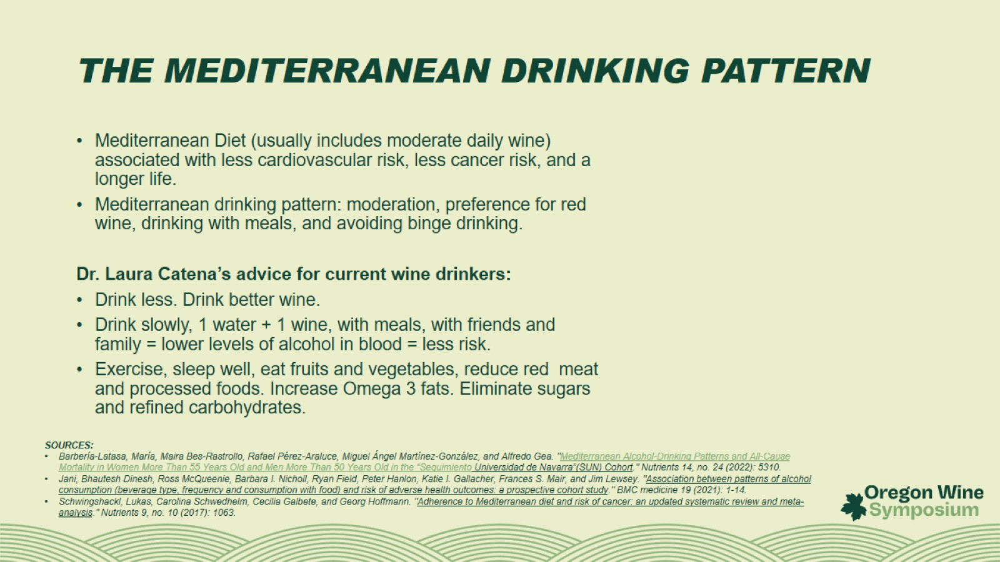 THE MEDITERRANEAN DRINKING PATTERN
• Mediterranean Diet (usually includes moderate daily wine)
associated with less cardiovascular risk, less cancer risk, and a
longer life.
• Mediterranean drinking pattern: moderation, preference for red
wine, drinking with meals, and avoiding binge drinking.
Dr. Laura Catena’s advice for current wine drinkers:
• Drink less. Drink better wine.
• Drink slowly, 1 water + 1 wine, with meals, with friends and
family = lower levels of alcohol in blood = less risk.
• Exercise, sleep well, eat fruits and vegetables, reduce red  meat
and processed foods. Increase Omega 3 fats. Eliminate sugars
and refined carbohydrates.
SOURCES:
• Barbería-Latasa, María, Maira Bes-Rastrollo, Rafael Pérez-Araluce, Miguel Ángel Martínez-González, and Alfredo Gea. "Mediterranean Alcohol-Drinking Patterns and All-Cause
Mortality in Women More Than 55 Years Old and Men More Than 50 Years Old in the “Seguimiento Universidad de Navarra”(SUN) Cohort." Nutrients 14, no. 24 (2022): 5310.
• Jani, Bhautesh Dinesh, Ross McQueenie, Barbara I. Nicholl, Ryan Field, Peter Hanlon, Katie I. Gallacher, Frances S. Mair, and Jim Lewsey. "Association between patterns of alcohol
consumption (beverage type, frequency and consumption with food) and risk of adverse health outcomes: a prospective cohort study." BMC medicine 19 (2021): 1-14.
• Schwingshackl, Lukas, Carolina Schwedhelm, Cecilia Galbete, and Georg Hoffmann. "Adherence to Mediterranean diet and risk of cancer: an updated systematic review and meta-
analysis." Nutrients 9, no. 10 (2017): 1063.
Oregon Wine
Symposium